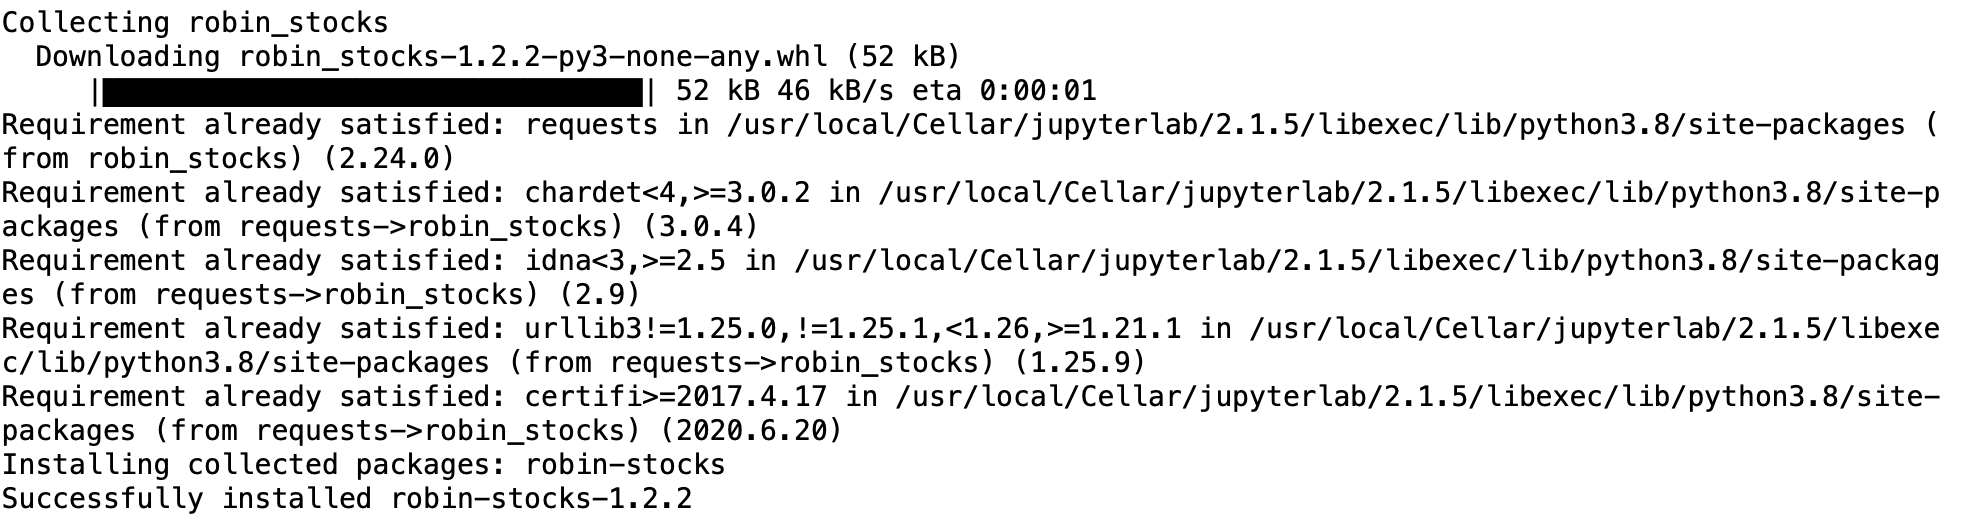 Collecting robin_stocks
  Downloading robin_stocks-1.2.2-py3-none-any.whl (52 kB)
     |████████████████████████████████| 52 kB 46 kB/s eta 0:00:01
Requirement already satisfied: requests in /usr/local/Cellar/jupyterlab/2.1.5/libexec/lib/python3.8/site-packages (
from robin_stocks) (2.24.0)
Requirement already satisfied: chardet<4,>=3.0.2 in /usr/local/Cellar/jupyterlab/2.1.5/libexec/lib/python3.8/site-p
ackages (from requests->robin_stocks) (3.0.4)
Requirement already satisfied: idna<3,>=2.5 in /usr/local/Cellar/jupyterlab/2.1.5/libexec/lib/python3.8/site-packag
es (from requests->robin_stocks) (2.9)
Requirement already satisfied: urllib3!=1.25.0,!=1.25.1,<1.26,>=1.21.1 in /usr/local/Cellar/jupyterlab/2.1.5/libexe
c/lib/python3.8/site-packages (from requests->robin_stocks) (1.25.9)
Requirement already satisfied: certifi>=2017.4.17 in /usr/local/Cellar/jupyterlab/2.1.5/libexec/lib/python3.8/site-
packages (from requests->robin_stocks) (2020.6.20)
Installing collected packages: robin-stocks
Successfully installed robin-stocks-1.2.2